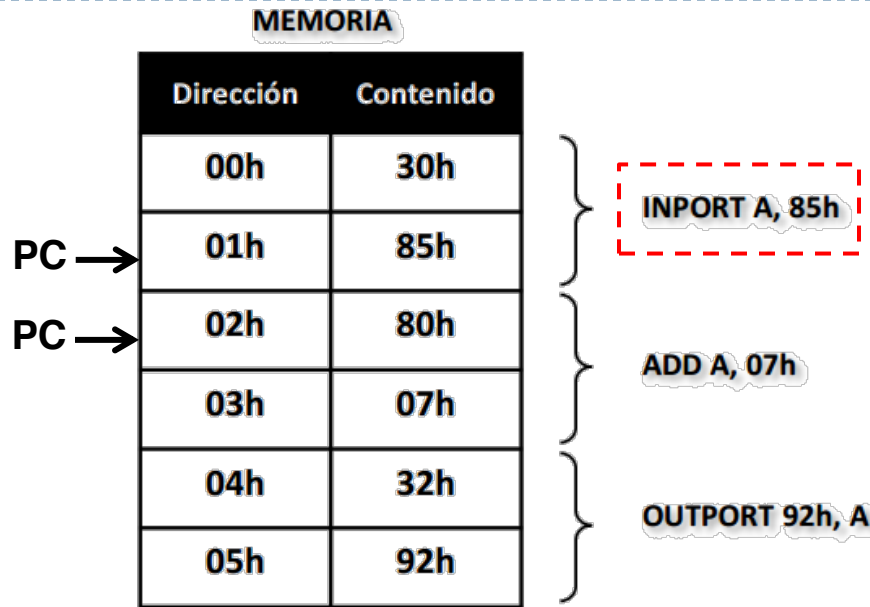 MEMORIA
Dirección Contenido
00h 30h
INPORT A, 85h
PC 01h 85h
PC 02h 80h
ADD A, 07h
03h 07h
04h 32h
OUTPORT 92h, A
05h 92h